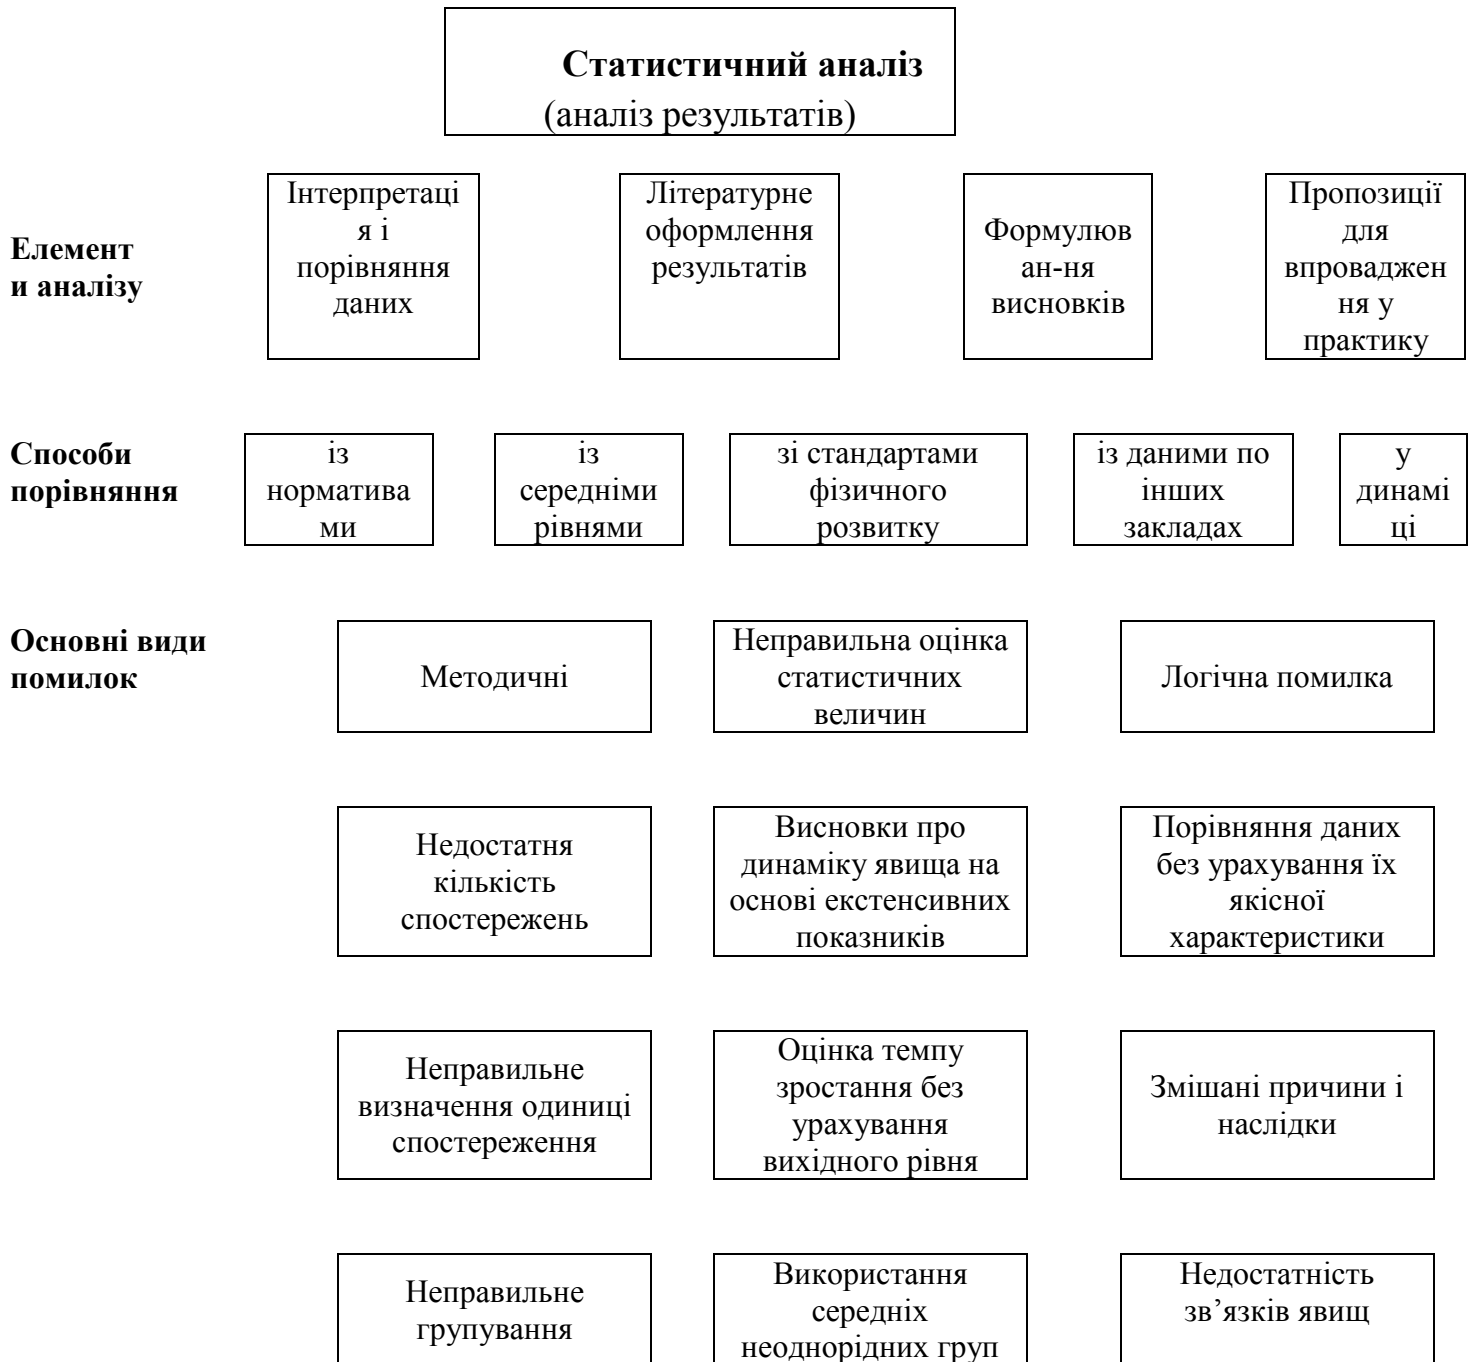 Статистичний аналіз
(аналіз результатів)
Елемент
и аналізу
Інтерпретаці
я і
порівняння
даних
Літературне
оформлення
результатів
Формулюв
ан-ня
висновків
Пропозиції
для
впроваджен
ня у
практику
Способи
порівняння
із
норматива
ми
із
середніми
рівнями
зі стандартами
фізичного
розвитку
із даними по
інших
закладах
у
динамі
ці
Основні види
помилок
Методичні
Неправильна оцінка
статистичних
величин
Логічна помилка
Недостатня
кількість
спостережень
Висновки про
динаміку явища на
основі екстенсивних
показників
Порівняння даних
без урахування їх
якісної
характеристики
Неправильне
визначення одиниці
спостереження
Оцінка темпу
зростання без
урахування
вихідного рівня
Змішані причини і
наслідки
Неправильне
групування
Використання
середніх
неоднорідних груп
Недостатність
зв’язків явищ